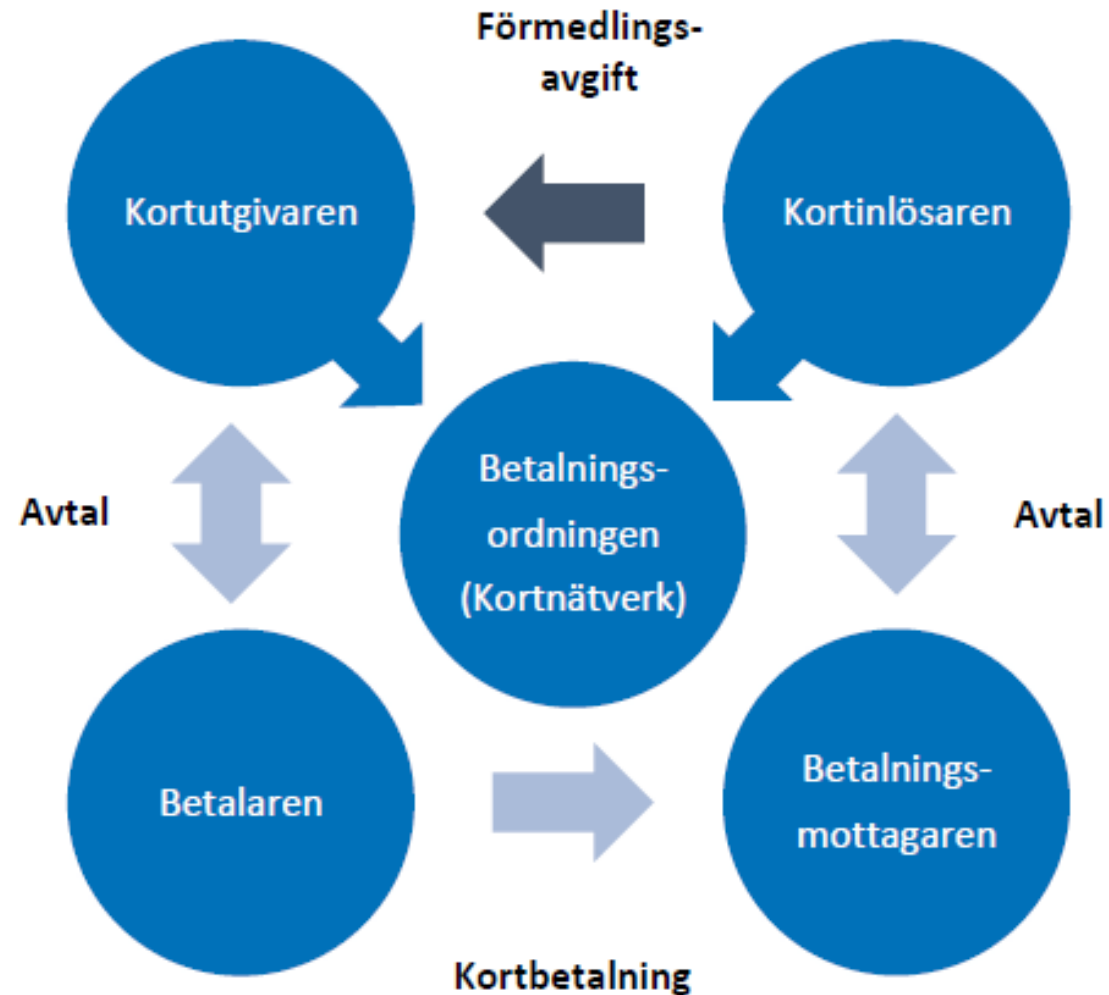 Förmedlings-
avgift
Kortutgivaren
Kortinlösaren
Betalnings-
ordningen
(Kortnätverk)
Avtal
Avtal
Betalaren
Betalnings-
mottagaren
Kortbetalning